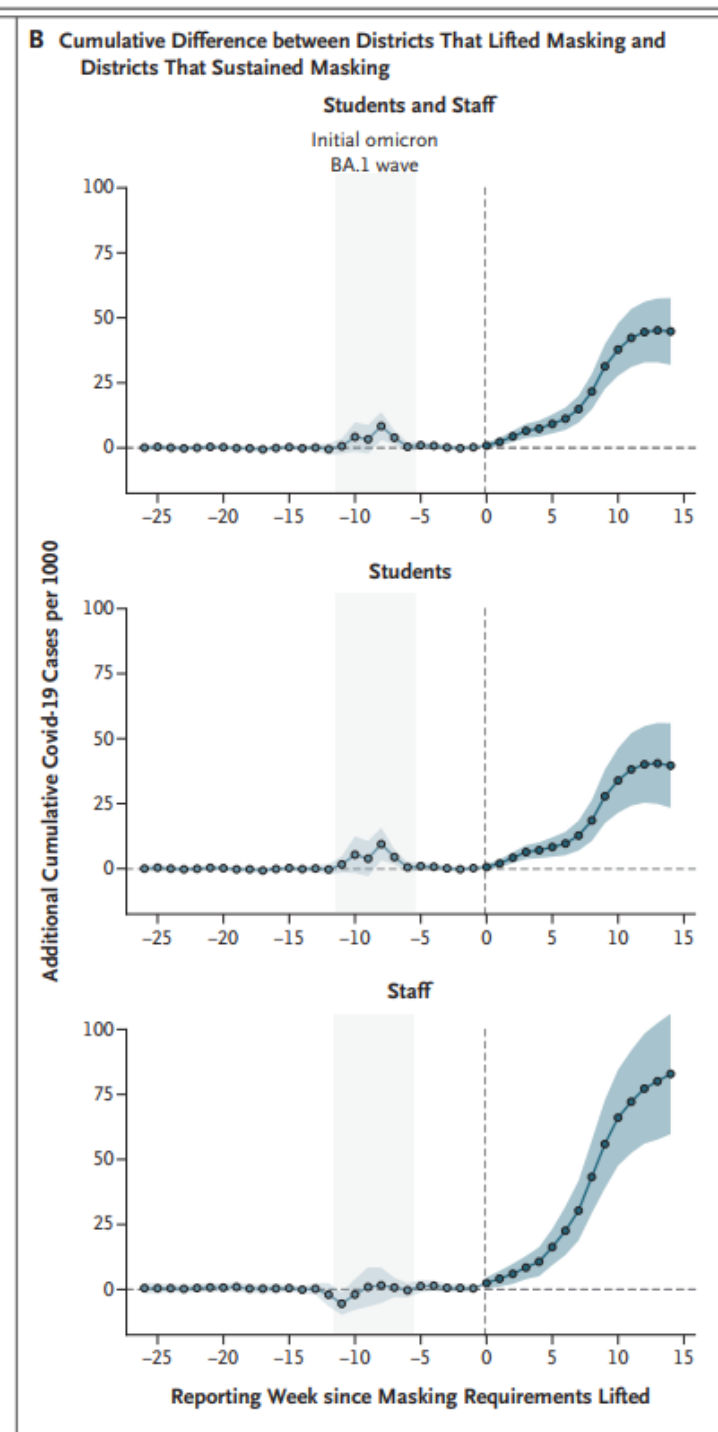 B Cumulative Difference between Districts That Lifted Masking and
Districts That Sustained Masking
Students and Staff
Initial omicron
BA.1 wave
100
75
50
25
0
–25 –20 –15 –10 –5 0 5 10 15
Additional Cumulative Covid-19 Cases per 1000
Students
100
75
50
25
0
–25 –20 –15 –10 –5 0 5 10 15
Staff
100
75
50
25
0
–25 –20 –15 –10 –5 0 5 10 15
Reporting Week since Masking Requirements Lifted